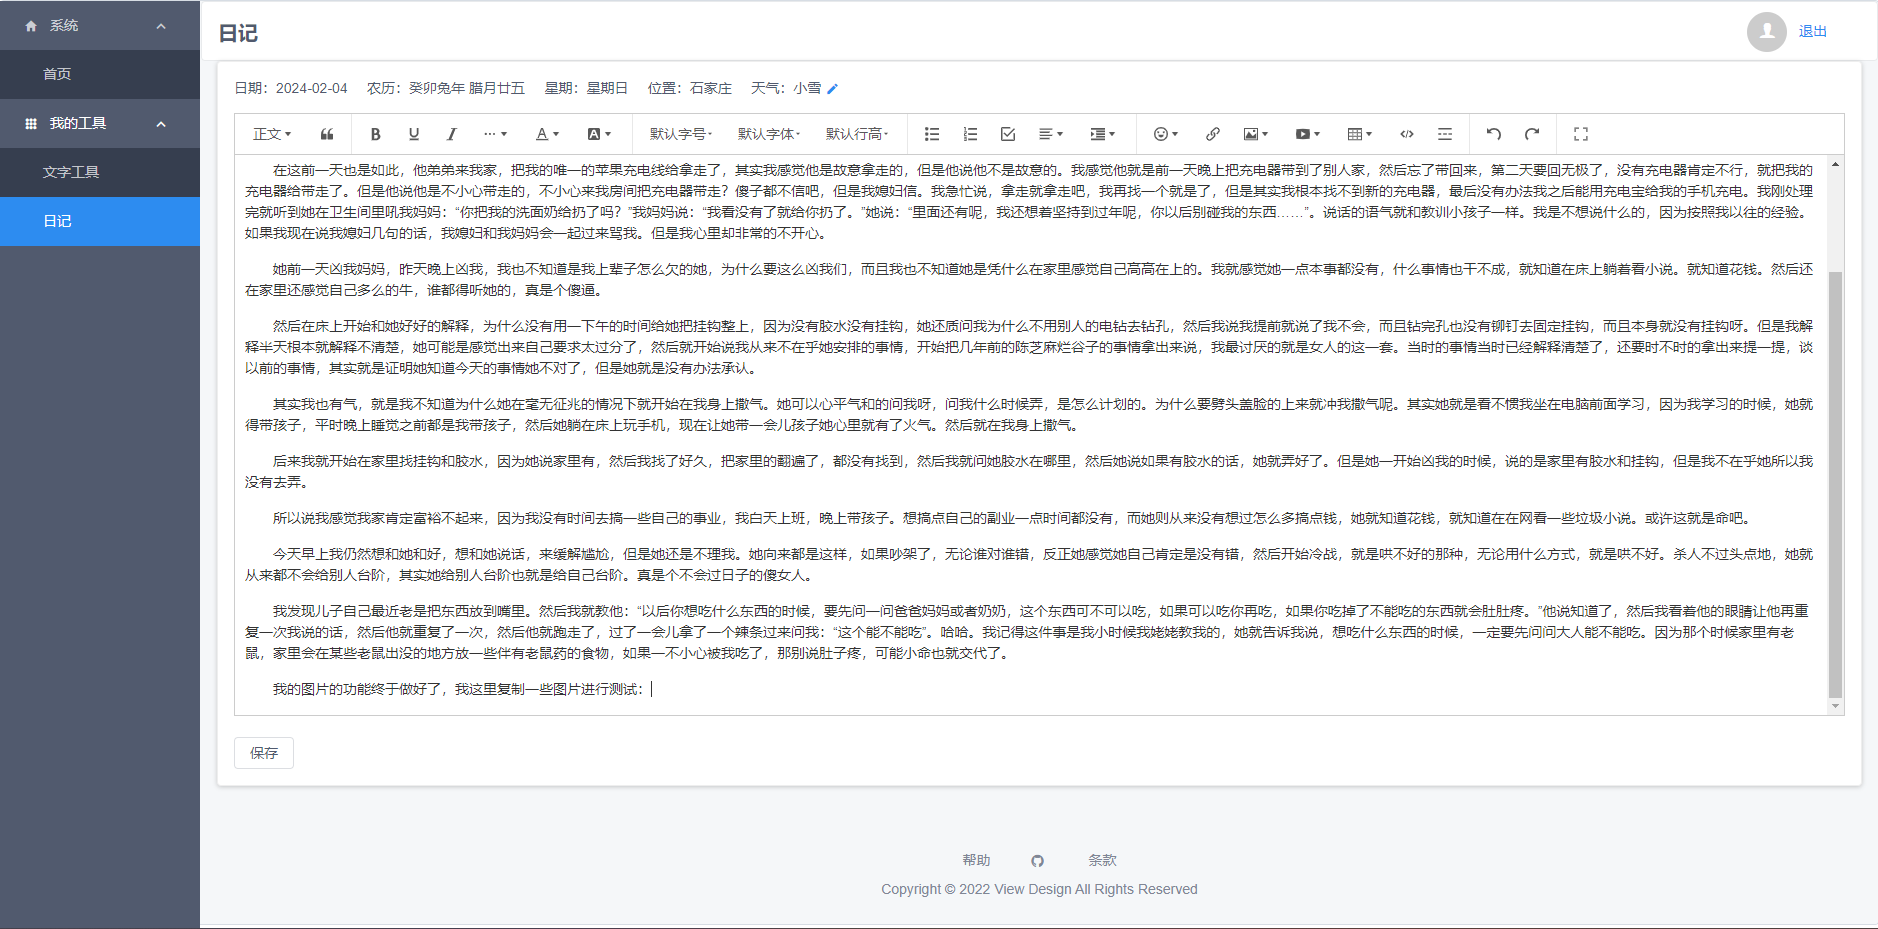 系统
首页
我的工具
文字工具
日记
日记
退出
日期：2024-02-04 农历：癸卯兔年 腊月廿五 星期：星期日 位置：石家庄 天气：小雪
正文 B U I A A 默认字号 默认字体 默认行高
在这前一天也是如此，他弟弟来我家，把我的唯一的苹果充电线给拿走了，其实我感觉他是故意拿走的，但是他说他不是故意的。我感觉他就是前一天晚上把充电器带到了别人家，然后忘了带回来，第二天要回无极了，没有充电器肯定不行，就把我的
充电器给带走了。但是他说他是不小心带走的，不小心来我房间把充电器带走？傻子都不信吧，但是我媳妇信。我急忙说，拿走就拿走吧，我再找一个就是了，但是其实我根本找不到新的充电器，最后没有办法我之后能用充电宝给我的手机充电。我刚处理
完就听到她在卫生间里吼我妈妈：“你把我的洗面奶给扔了吗？”我妈妈说：“我看没有了就给你扔了。”她说：“里面还有呢，我还想着坚持到过年呢，你以后别碰我的东西……”。说话的语气就和教训小孩子一样。我是不想说什么的，因为按照我以往的经验。
如果我现在说我媳妇几句的话，我媳妇和我妈妈会一起过来骂我。但是我心里却非常的不开心。
她前一天凶我妈妈，昨天晚上凶我，我也不知道是我上辈子怎么欠的她，为什么要这么凶我们，而且我也不知道她是凭什么在家里感觉自己高高在上的。我就感觉她一点本事都没有，什么事情也干不成，就知道在床上躺着看小说。就知道花钱。然后还
在家里还感觉自己多么的牛，谁都得听她的，真是个傻逼。
然后在床上开始和她好好的解释，为什么没有用一下午的时间给她把挂钩整上，因为没有胶水没有挂钩，她还质问我为什么不用别人的电钻去钻孔，然后我说我提前就说了我不会，而且钻完孔也没有铆钉去固定挂钩，而且本身就没有挂钩呀。但是我解
释半天根本就解释不清楚，她可能是感觉出来自己要求太过分了，然后就开始说我从来不在乎她安排的事情，开始把几年前的陈芝麻烂谷子的事情拿出来说，我最讨厌的就是女人的这一套。当时的事情当时已经解释清楚了，还要时不时的拿出来提一提，谈
以前的事情，其实就是证明她知道今天的事情她不对了，但是她就是没有办法承认。
其实我也有气，就是我不知道为什么她在毫无征兆的情况下就开始在我身上撒气。她可以心平气和的问我呀，问我什么时候弄，是怎么计划的。为什么要劈头盖脸的上来就冲我撒气呢。其实她就是看不惯我坐在电脑前面学习，因为我学习的时候，她就
得带孩子，平时晚上睡觉之前都是我带孩子，然后她躺在床上玩手机，现在让她带一会儿孩子她心里就有了火气。然后就在我身上撒气。
后来我就开始在家里找挂钩和胶水，因为她说家里有，然后我找了好久，把家里的翻遍了，都没有找到，然后我就问她胶水在哪里，然后她说如果有胶水的话，她就弄好了。但是她一开始凶我的时候，说的是家里有胶水和挂钩，但是我不在乎她所以我
没有去弄。
所以说我感觉我家肯定富裕不起来，因为我没有时间去搞一些自己的事业，我白天上班，晚上带孩子。想搞点自己的副业一点时间都没有，而她则从来没有想过怎么多搞点钱，她就知道花钱，就知道在在网看一些垃圾小说。或许这就是命吧。
今天早上我仍然想和她和好，想和她说话，来缓解尴尬，但是她还是不理我。她向来都是这样，如果吵架了，无论谁对谁错，反正她感觉她自己肯定是没有错，然后开始冷战，就是哄不好的那种，无论用什么方式，就是哄不好。杀人不过头点地，她就
从来都不会给别人台阶，其实她给别人台阶也就是给自己台阶。真是个不会过日子的傻女人。
我发现儿子自己最近老是把东西放到嘴里。然后我就教他：“以后你想吃什么东西的时候，要先问一问爸爸妈妈或者奶奶，这个东西可不可以吃，如果可以吃你再吃，如果你吃掉了不能吃的东西就会肚肚疼。”他说知道了，然后我看着他的眼睛让他再重
复一次我说的话，然后他就重复了一次，然后他就跑走了，过了一会儿拿了一个辣条过来问我：“这个能不能吃”。哈哈。我记得这件事是我小时候我姥姥教我的，她就告诉我说，想吃什么东西的时候，一定要先问问大人能不能吃。因为那个时候家里有老
鼠，家里会在某些老鼠出没的地方放一些伴有老鼠药的食物，如果一不小心被我吃了，那别说肚子疼，可能小命也就交代了。
我的图片的功能终于做好了，我这里复制一些图片进行测试：
保存
帮助 条款
Copyright © 2022 View Design All Rights Reserved